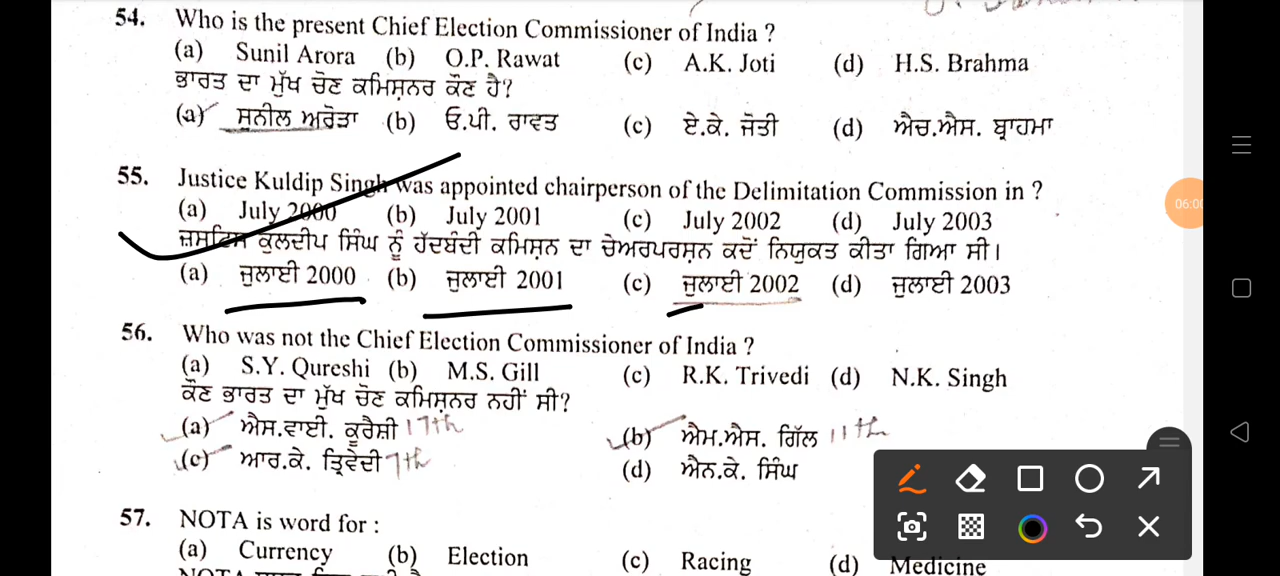 54. Who is the present Chief Election Commissioner of India ?
(a) Sunil Arora (b) O.P. Rawat (c) A.K. Joti (d) H.S. Brahma
ਭਾਰਤ ਦਾ ਮੁੱਖ ਚੋਣ ਕਮਿਸ਼ਨਰ ਕੌਣ ਹੈ?
(a) ਸੁਨੀਲ ਅਰੋੜਾ (b) ਓ.ਪੀ. ਰਾਵਤ (c) ਏ.ਕੇ. ਜੋਤੀ (d) ਐਚ.ਐਸ. ਬ੍ਰਾਹਮਾ
55. Justice Kuldip Singh was appointed chairperson of the Delimitation Commission in ?
(a) July 2000 (b) July 2001 (c) July 2002 (d) July 2003
ਜਸਟਿਸ ਕੁਲਦੀਪ ਸਿੰਘ ਨੂੰ ਹੱਦਬੰਦੀ ਕਮਿਸ਼ਨ ਦਾ ਚੇਅਰਪਰਸ਼ਨ ਕਦੋਂ ਨਿਯੁਕਤ ਕੀਤਾ ਗਿਆ ਸੀ।
(a) ਜੁਲਾਈ 2000 (b) ਜੁਲਾਈ 2001 (c) ਜੁਲਾਈ 2002 (d) ਜੁਲਾਈ 2003
56. Who was not the Chief Election Commissioner of India ?
(a) S.Y. Qureshi (b) M.S. Gill (c) R.K. Trivedi (d) N.K. Singh
ਕੌਣ ਭਾਰਤ ਦਾ ਮੁੱਖ ਚੋਣ ਕਮਿਸ਼ਨਰ ਨਹੀਂ ਸੀ?
(a) ਐਸ.ਵਾਈ. ਕੂਰੈਸ਼ੀ 17th (b) ਐਮ.ਐਸ. ਗਿੱਲ 11th
(c) ਆਰ.ਕੇ. ਤ੍ਰਿਵੇਦੀ 7th (d) ਐਨ.ਕੇ. ਸਿੰਘ
57. NOTA is word for :
(a) Currency (b) Election (c) Racing (d) Medicine
06:00